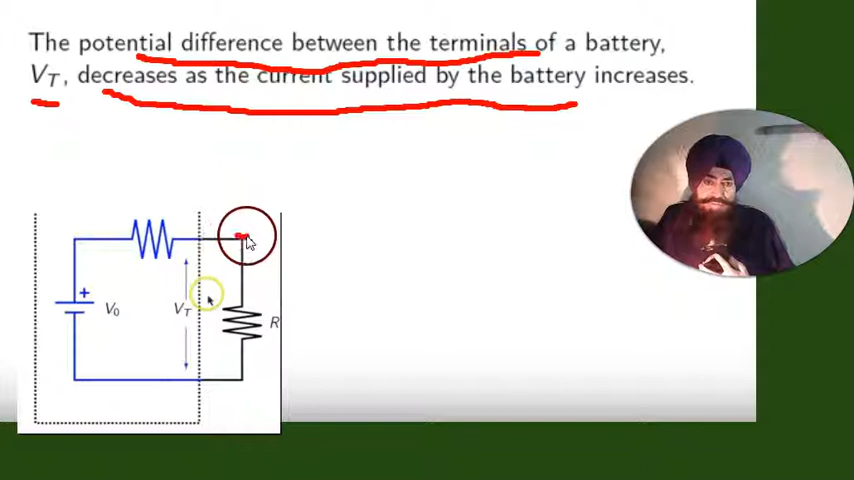 The potential difference between the terminals of a battery,
V_T, decreases as the current supplied by the battery increases.
+
V₀
V_T
R